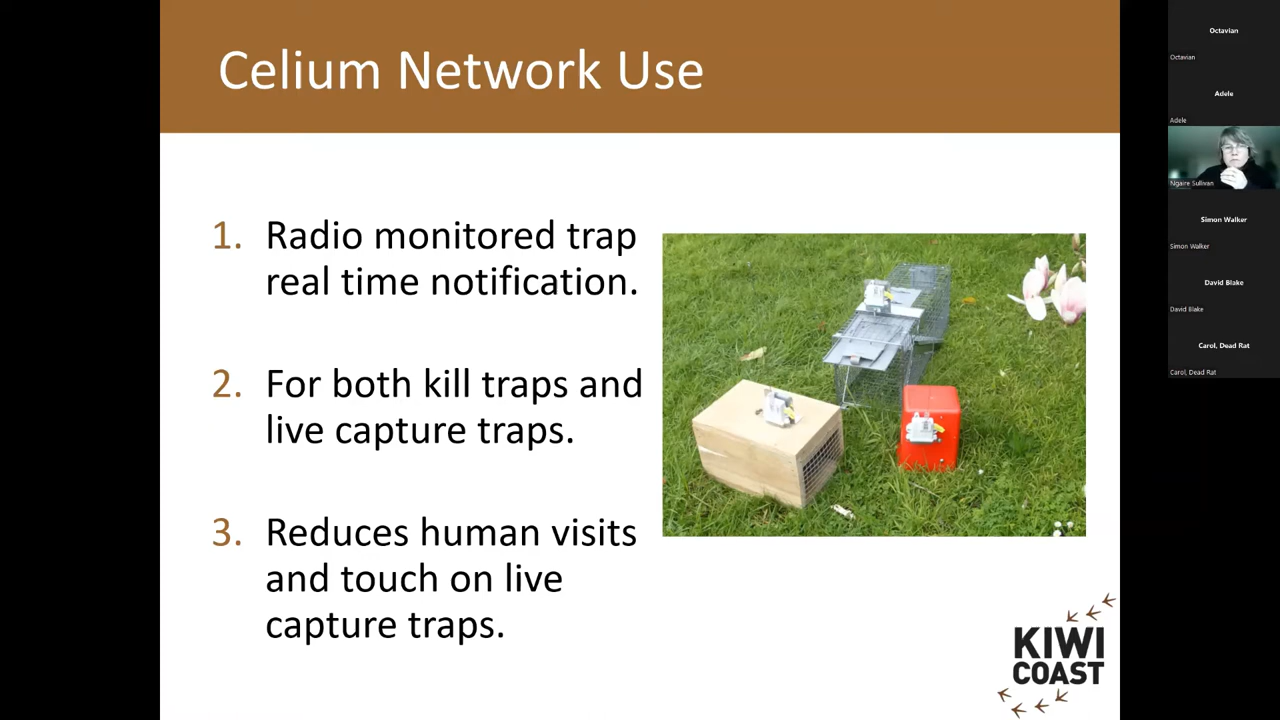 Celium Network Use
1. Radio monitored trap
real time notification.
2. For both kill traps and
live capture traps.
3. Reduces human visits
and touch on live
capture traps.
KIWI
COAST
Octavian
Octavian
Adele
Adele
Ngaire Sullivan
Simon Walker
Simon Walker
David Blake
David Blake
Carol, Dead Rat
Carol, Dead Rat